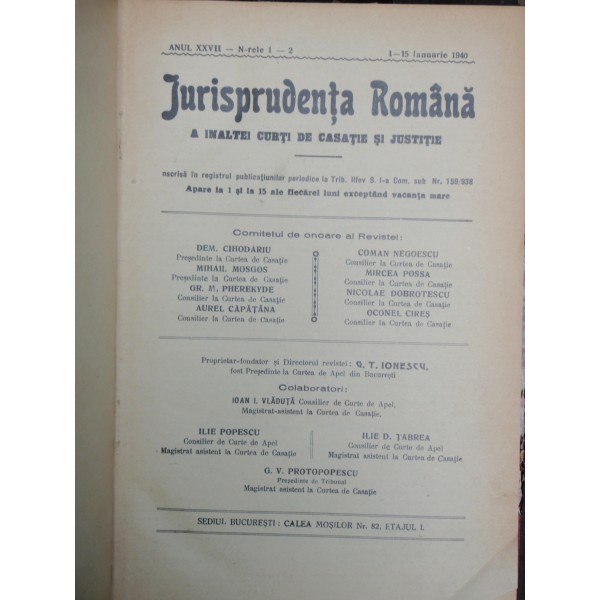 ANUL XXVII — N-rele 1 — 2
1—15 Ianuarie 1940
Jurisprudența Română
A INALTEI CURȚI DE CASAȚIE ȘI JUSTIȚIE
nscrisă în registrul publicațiunilor periodice la Trib. Ilfov S. I-a Com. sub Nr. 159/938
Apare la 1 și la 15 ale fiecărei luni exceptând vacanța mare
Comitetul de onoare al Revistei:
DEM. CIHODARIU
Președinte la Curtea de Casație
MIHAIL MOSGOS
Președinte la Curtea de Casație
GR. M. PHEREKYDE
Consilier la Curtea de Casație
AUREL CĂPĂȚÂNA
Consilier la Curtea de Casație
COMAN NEGOESCU
Consilier la Curtea de Casație
MIRCEA POSSA
Consilier la Curtea de Casație
NICOLAE DOBROTESCU
Consilier la Curtea de Casație
OCONEL CIREȘ
Consilier la Curtea de Casație
Proprietar-fondator și Directorul revistei: G. T. IONESCU,
fost Președinte la Curtea de Apel din București
Colaboratori:
IOAN I. VLĂDUȚĂ Consilier de Curte de Apel,
Magistrat-asistent la Curtea de Casație,
ILIE POPESCU
Consilier de Curte de Apel
Magistrat asistent la Curtea de Casație
ILIE D. ȚABREA
Consilier de Curte de Apel
Magistrat asistent la Curtea de Casație
G. V. PROTOPOPESCU
Președinte de Tribunal
Magistrat asistent la Curtea de Casație
SEDIUL BUCUREȘTI: CALEA MOȘILOR Nr. 62. ETAJUL I.